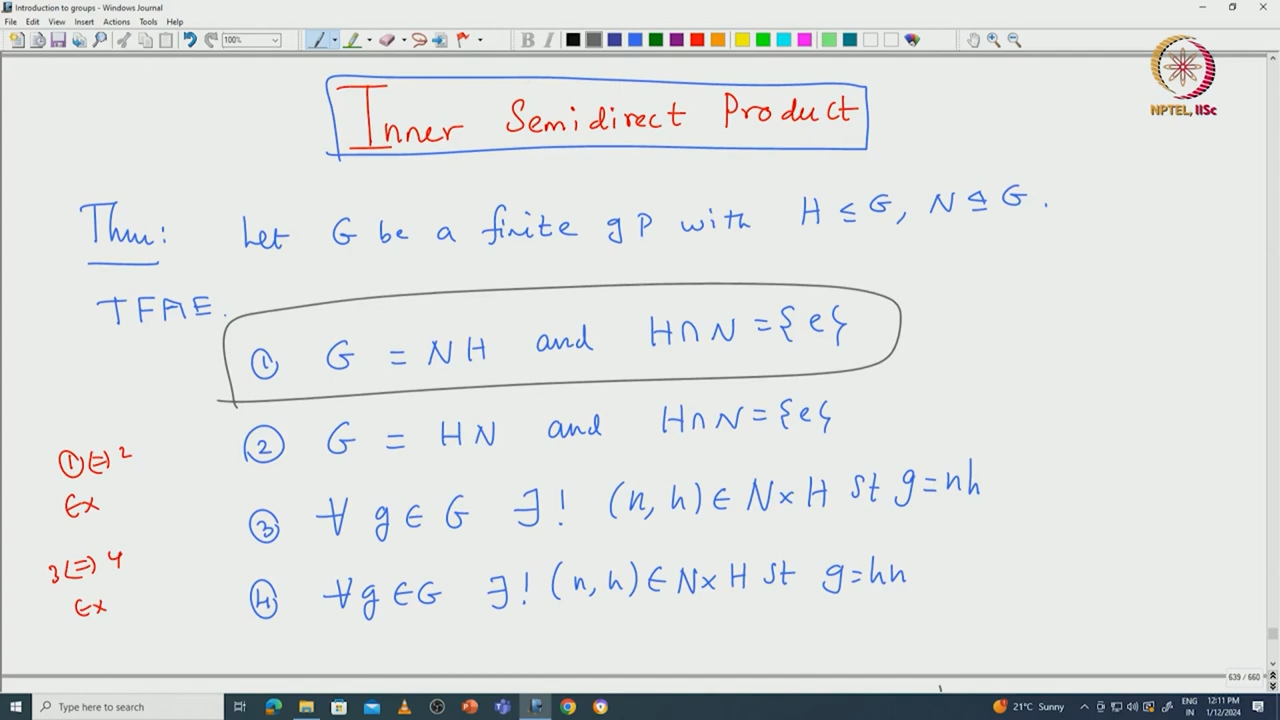 Introduction to groups - Windows Journal
File Edit View Insert Actions Tools Help
100%
B I
NPTEL, IISc
Inner Semidirect Product
Thm: Let G be a finite gp with H ≤ G, N ⊴ G.
TFAE.
① G = NH and H∩N = {e}
② G = HN and H∩N = {e}
①⇔2
Ex
③ ∀ g ∈ G ∃! (n, h) ∈ N×H st g=nh
3⇔4
Ex
④ ∀g ∈G ∃! (n, h) ∈ N×H st g=hn
639 / 660
Type here to search
21°C Sunny
ENG
IN
12:11 PM
1/12/2024